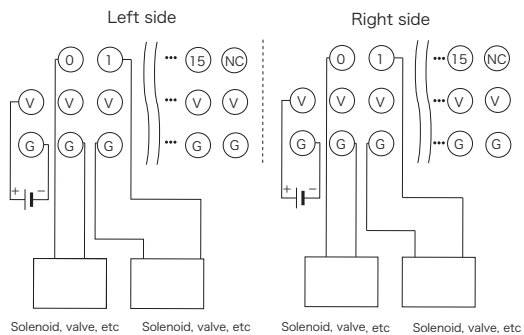 Left side
Right side
0 1 ••• 15 NC
V V V ••• V V
G G G ••• G G
+ −
Solenoid, valve, etc
Solenoid, valve, etc
0 1 ••• 15 NC
V V V ••• V V
G G G ••• G G
+ −
Solenoid, valve, etc
Solenoid, valve, etc